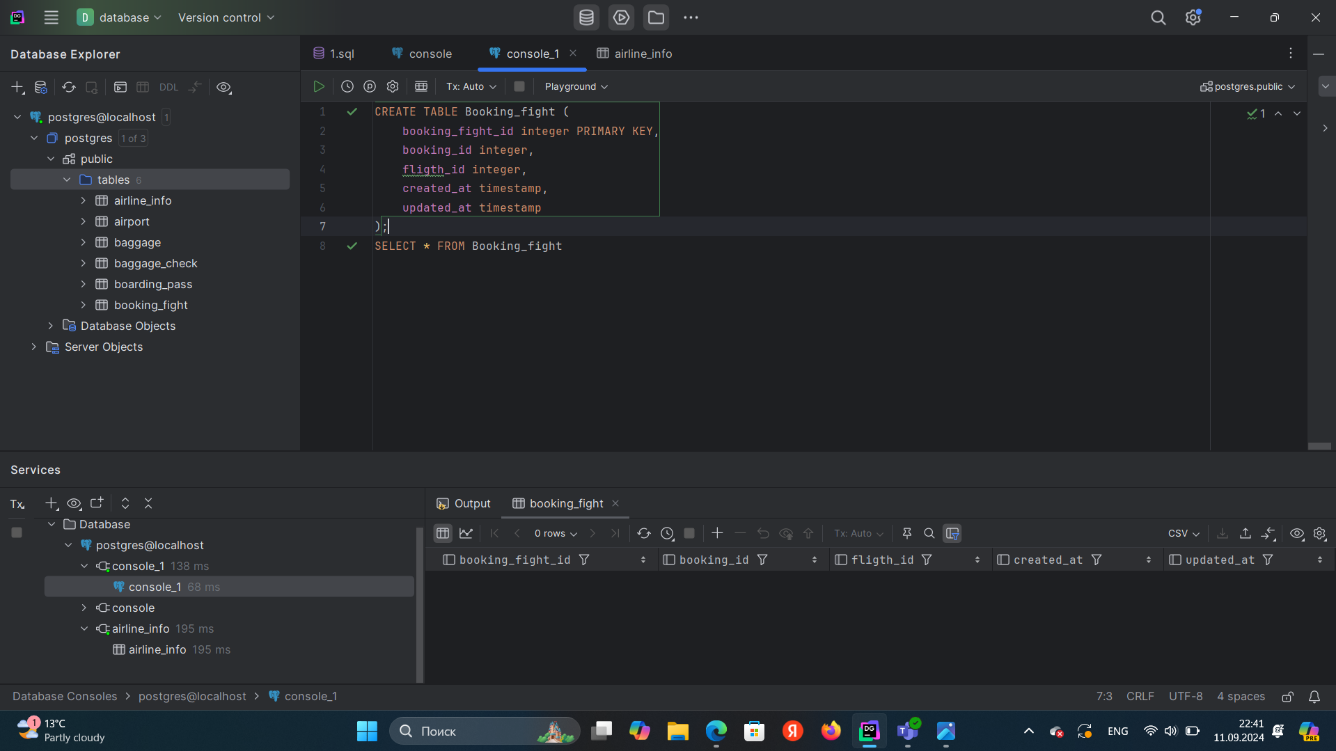 D database Version control
Database Explorer
1.sql console console_1 airline_info
DDL
Tx: Auto Playground postgres.public
postgres@localhost 1
postgres 1 of 3
public
tables 6
airline_info
airport
baggage
baggage_check
boarding_pass
booking_fight
Database Objects
Server Objects
1 CREATE TABLE Booking_fight (
2 booking_fight_id integer PRIMARY KEY,
3 booking_id integer,
4 fligth_id integer,
5 created_at timestamp,
6 updated_at timestamp
7 );
8 SELECT * FROM Booking_fight
1
Services
Tx
Database
postgres@localhost
console_1 138 ms
console_1 68 ms
console
airline_info 195 ms
airline_info 195 ms
Output booking_fight
0 rows Tx: Auto CSV
booking_fight_id booking_id fligth_id created_at updated_at
Database Consoles postgres@localhost console_1 7:3 CRLF UTF-8 4 spaces
1 13°C
Partly cloudy
Поиск
Я
DG
T
ENG
22:41
11.09.2024
PRE